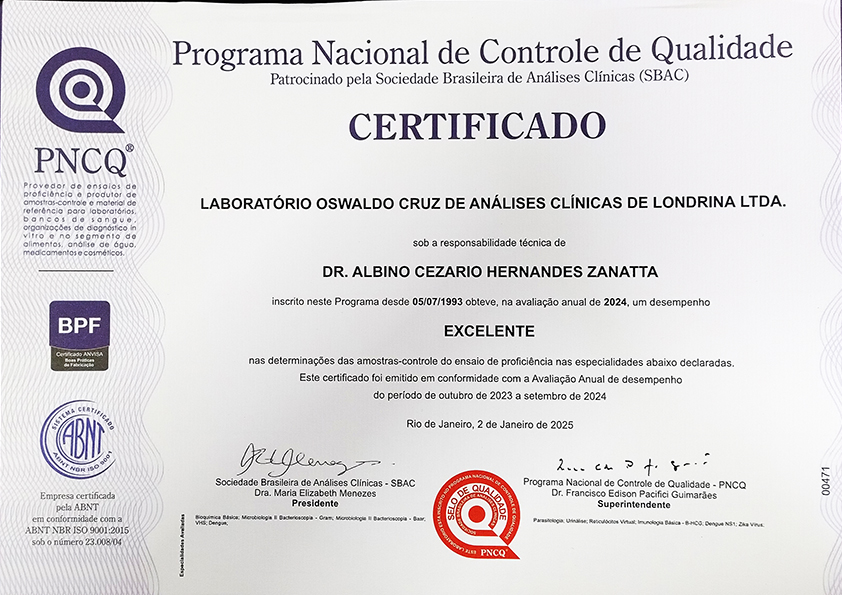 Programa Nacional de Controle de Qualidade
Patrocinado pela Sociedade Brasileira de Análises Clínicas (SBAC)
CERTIFICADO
PNCQ®
Provedor de ensaios de
proficiência e produtor de
amostras-controle e material de
referência para laboratórios,
bancos de sangue,
organizações de diagnóstico in
vitro e no segmento de
alimentos, análise de água,
medicamentos e cosméticos.
BPF
Certificado ANVISA
Boas Práticas
de Fabricação
SISTEMA CERTIFICADO
ABNT
ABNT NBR ISO 9001
Empresa certificada
pela ABNT
em conformidade com a
ABNT NBR ISO 9001:2015
sob o número 23.008/04
LABORATÓRIO OSWALDO CRUZ DE ANÁLISES CLÍNICAS DE LONDRINA LTDA.
sob a responsabilidade técnica de
DR. ALBINO CEZARIO HERNANDES ZANATTA
inscrito neste Programa desde 05/07/1993 obteve, na avaliação anual de 2024, um desempenho
EXCELENTE
nas determinações das amostras-controle do ensaio de proficiência nas especialidades abaixo declaradas.
Este certificado foi emitido em conformidade com a Avaliação Anual de desempenho
do período de outubro de 2023 a setembro de 2024
Rio de Janeiro, 2 de Janeiro de 2025
Sociedade Brasileira de Análises Clínicas - SBAC
Dra. Maria Elizabeth Menezes
Presidente
Programa Nacional de Controle de Qualidade - PNCQ
Dr. Francisco Edison Pacifici Guimarães
Superintendente
Especialidades Avaliadas
Bioquímica Básica; Microbiologia II Bacterioscopia - Gram; Microbiologia II Bacterioscopia - Baar;
VHS; Dengue,
SELO DE QUALIDADE
PNCQ
Parasitologia; Urinálise; Reticulócitos Virtual; Imunologia Básica - B-HCG; Dengue NS1; Zika Vírus;
00471